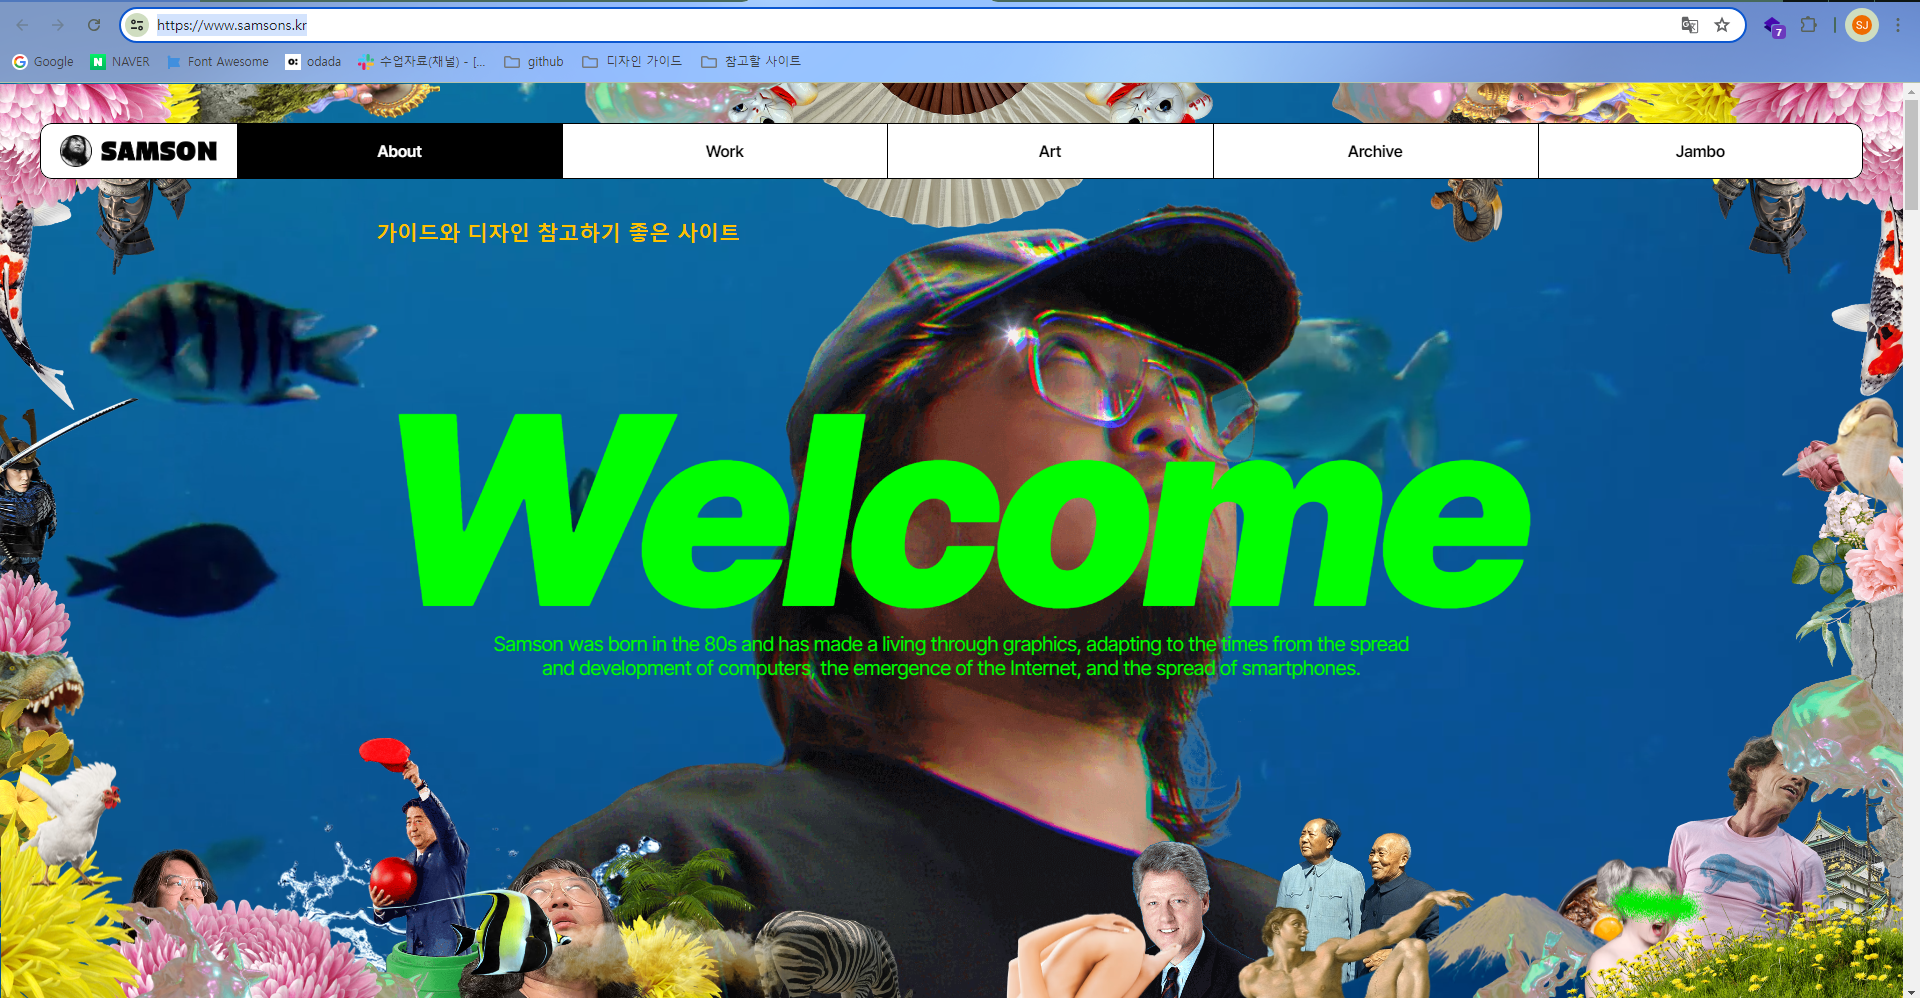 https://www.samsons.kr
7
SJ
Google
NAVER
Font Awesome
odada
수업자료(채널) - [...
github
디자인 가이드
참고할 사이트
SAMSON
About
Work
Art
Archive
Jambo
가이드와 디자인 참고하기 좋은 사이트
Welcome
Samson was born in the 80s and has made a living through graphics, adapting to the times from the spread
and development of computers, the emergence of the Internet, and the spread of smartphones.